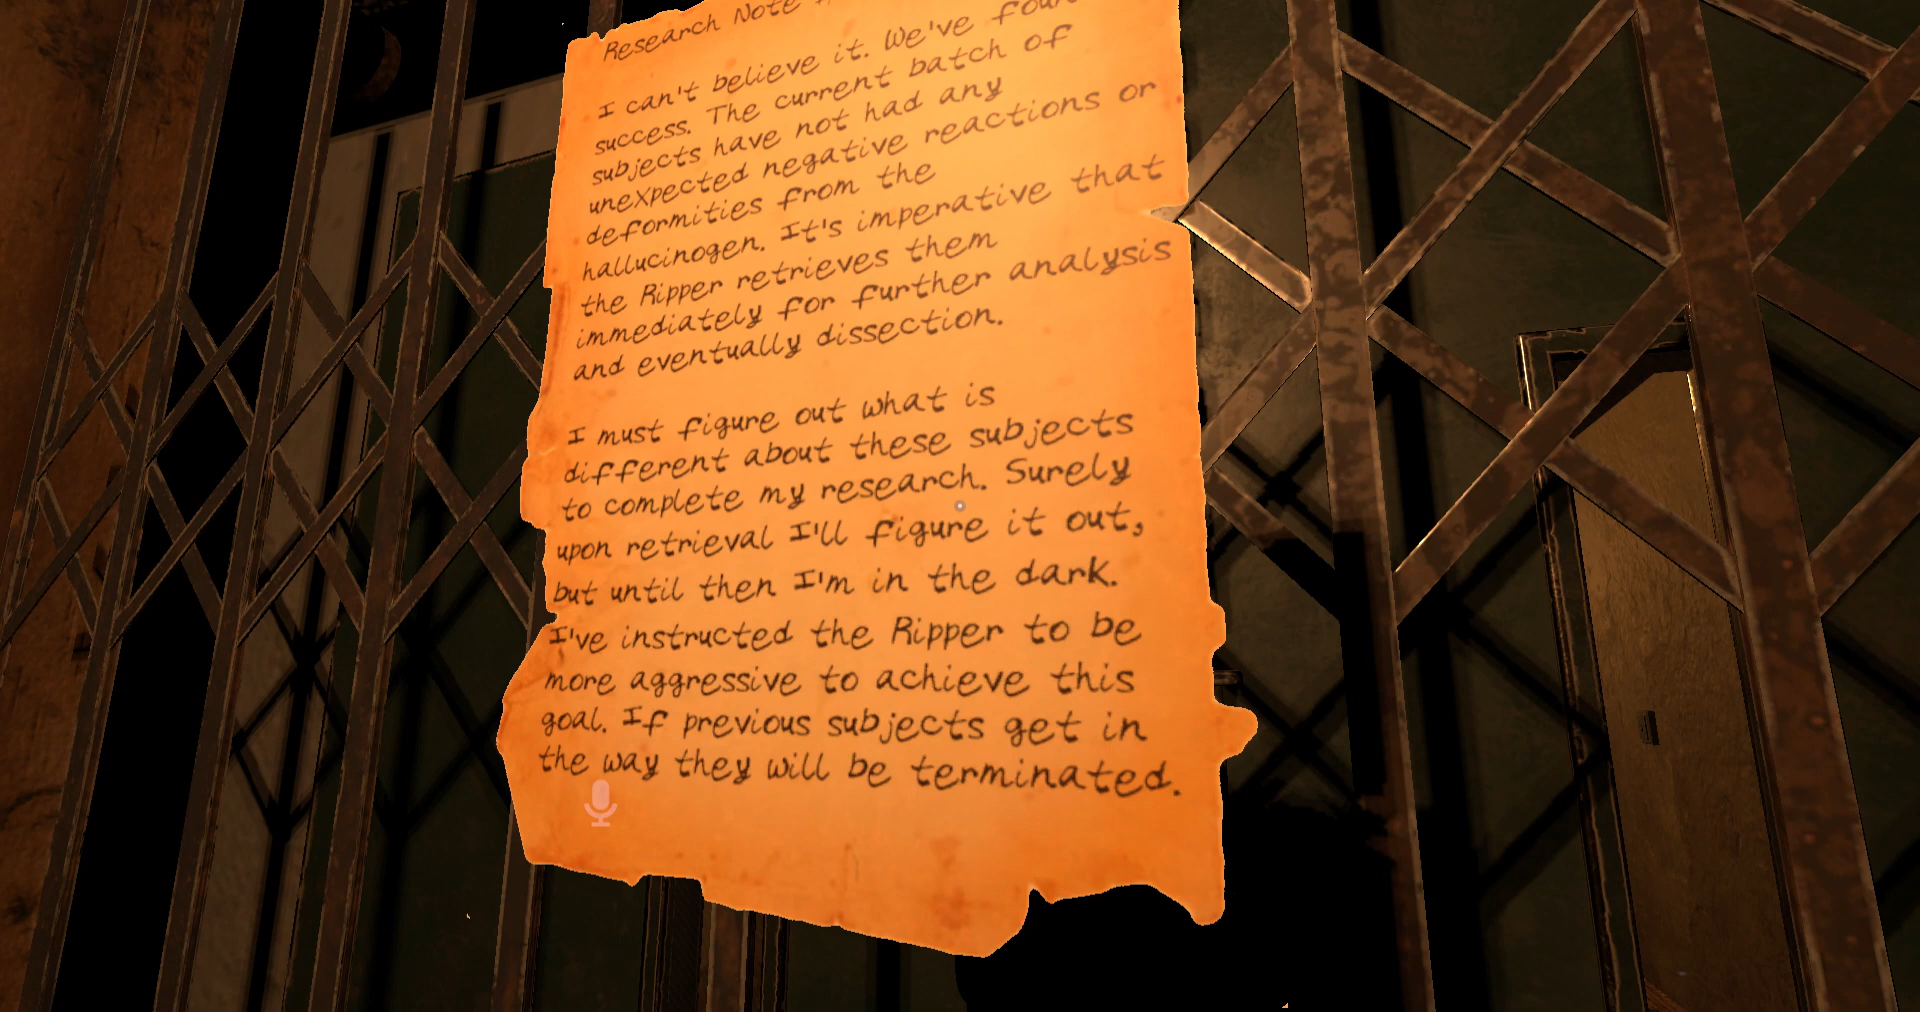 Research Note
I can't believe it. We've
success. The current batch of
subjects have not had any
unexpected negative reactions or
deformities from the
hallucinogen. It's imperative that
the Ripper retrieves them
immediately for further analysis
and eventually dissection.
I must figure out what is
different about these subjects
to complete my research. Surely
upon retrieval I'll figure it out,
but until then I'm in the dark.
I've instructed the Ripper to be
more aggressive to achieve this
goal. If previous subjects get in
the way they will be terminated.